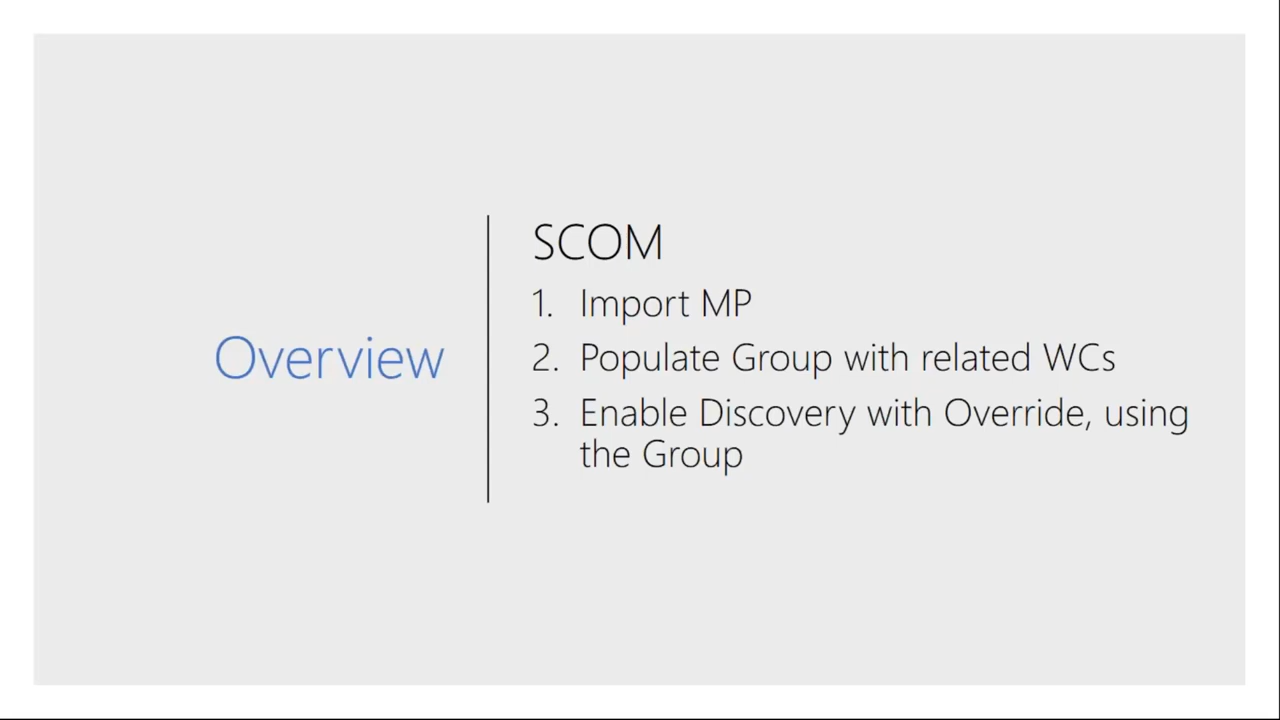 Overview
SCOM
1. Import MP
2. Populate Group with related WCs
3. Enable Discovery with Override, using
the Group